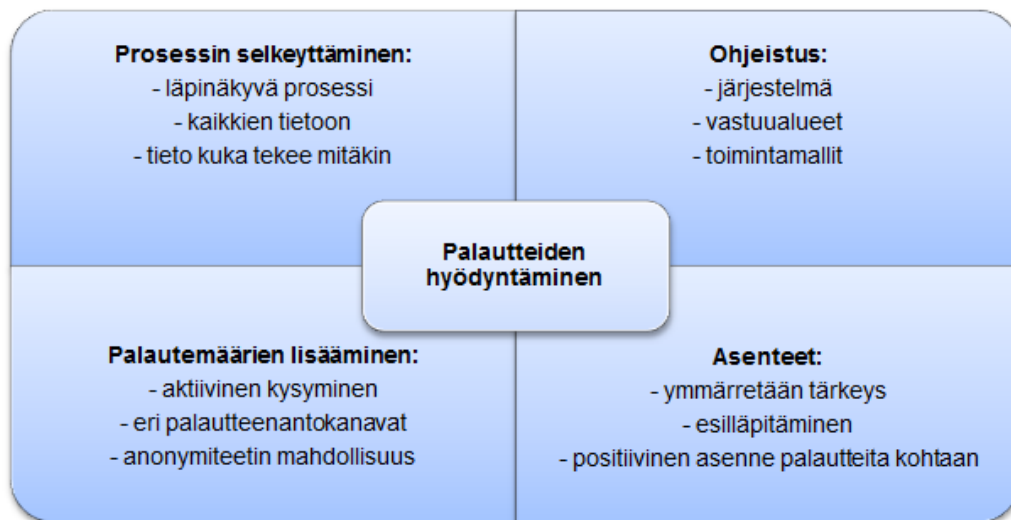 Prosessin selkeyttäminen:
- läpinäkyvä prosessi
- kaikkien tietoon
- tieto kuka tekee mitäkin
Ohjeistus:
- järjestelmä
- vastuualueet
- toimintamallit
Palautteiden
hyödyntäminen
Palautemäärien lisääminen:
- aktiivinen kysyminen
- eri palautteenantokanavat
- anonymiteetin mahdollisuus
Asenteet:
- ymmärretään tärkeys
- esilläpitäminen
- positiivinen asenne palautteita kohtaan